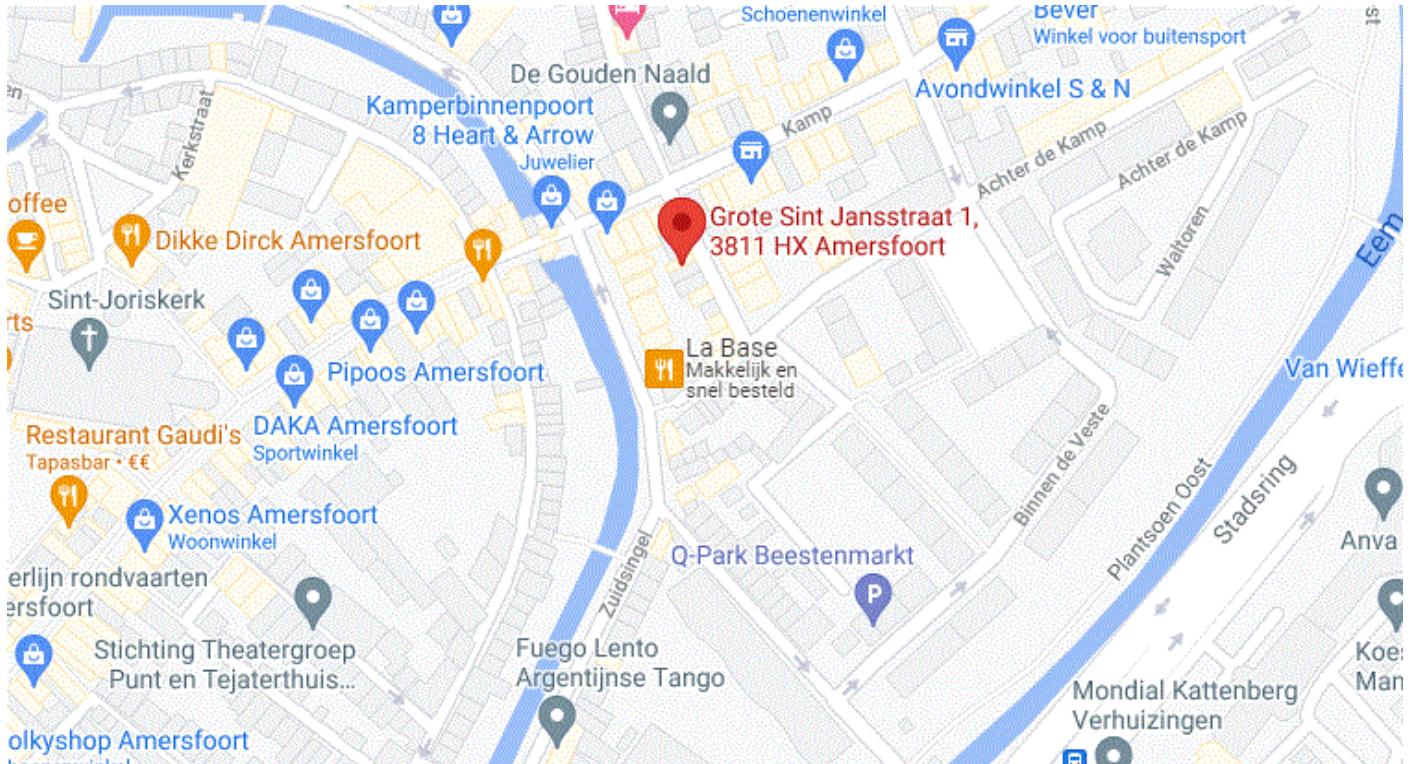 Schoenenwinkel
Bever
Winkel voor buitensport
De Gouden Naald
Avondwinkel S & N
Kamperbinnenpoort
8 Heart & Arrow
Juwelier
Kamp
Kerkstraat
Achter de Kamp
Achter de Kamp
offee
Dikke Dirck Amersfoort
Grote Sint Jansstraat 1,
3811 HX Amersfoort
Waltoren
Eem
Sint-Joriskerk
rts
La Base
Makkelijk en
snel besteld
Pipoos Amersfoort
Van Wieffe
DAKA Amersfoort
Sportwinkel
Restaurant Gaudi's
Tapasbar • €€
Binnen de Veste
Plantsoen Oost
Stadsring
Xenos Amersfoort
Woonwinkel
Anva
Q-Park Beestenmarkt
P
Zuidsingel
erlijn rondvaarten
ersfoort
Stichting Theatergroep
Punt en Tejaterthuis...
Fuego Lento
Argentijnse Tango
Koes
Man
Mondial Kattenberg
Verhuizingen
olkyshop Amersfoort